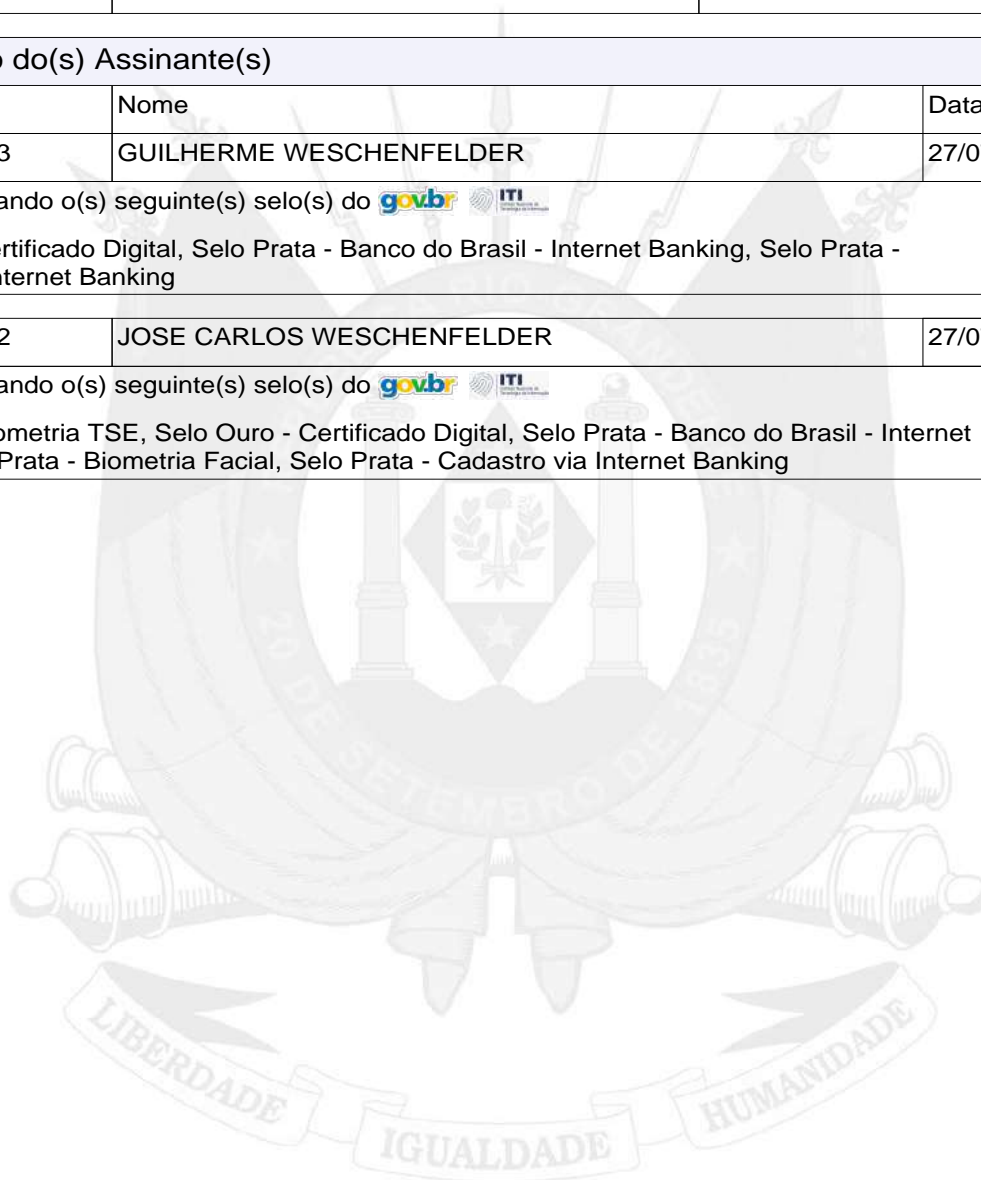 o do(s) Assinante(s)
Nome Data
3 GUILHERME WESCHENFELDER 27/0
ando o(s) seguinte(s) selo(s) do gov.br ITI
ertificado Digital, Selo Prata - Banco do Brasil - Internet Banking, Selo Prata -
nternet Banking
2 JOSE CARLOS WESCHENFELDER 27/0
ando o(s) seguinte(s) selo(s) do gov.br ITI
ometria TSE, Selo Ouro - Certificado Digital, Selo Prata - Banco do Brasil - Internet
Prata - Biometria Facial, Selo Prata - Cadastro via Internet Banking
REPÚBLICA RIO GRANDENSE
20 DE SETEMBRO DE 1835
LIBERDADE IGUALDADE HUMANIDADE